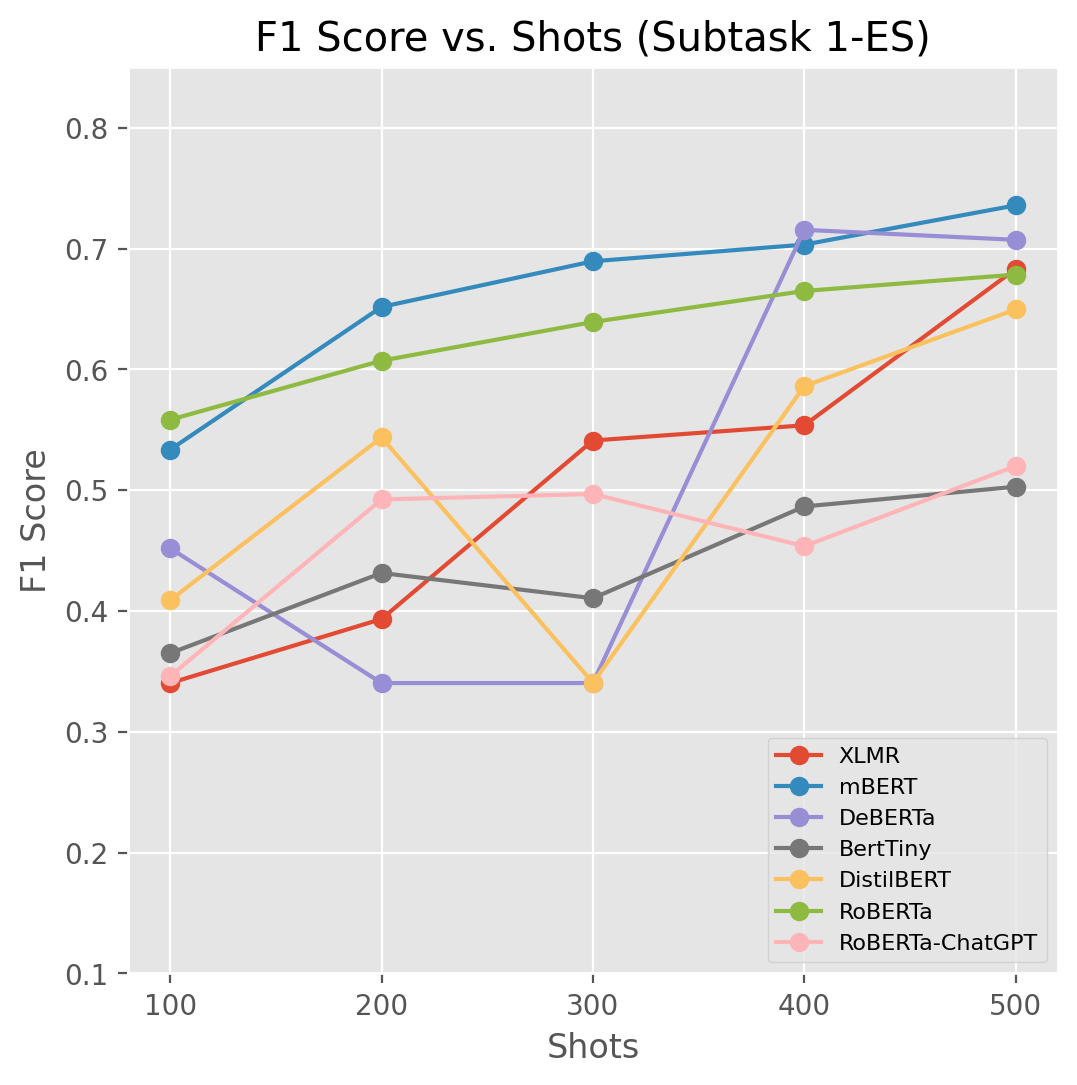 F1 Score vs. Shots (Subtask 1-ES)
F1 Score
0.8
0.7
0.6
0.5
0.4
0.3
0.2
0.1
100 200 300 400 500
Shots
XLMR
mBERT
DeBERTa
BertTiny
DistilBERT
RoBERTa
RoBERTa-ChatGPT